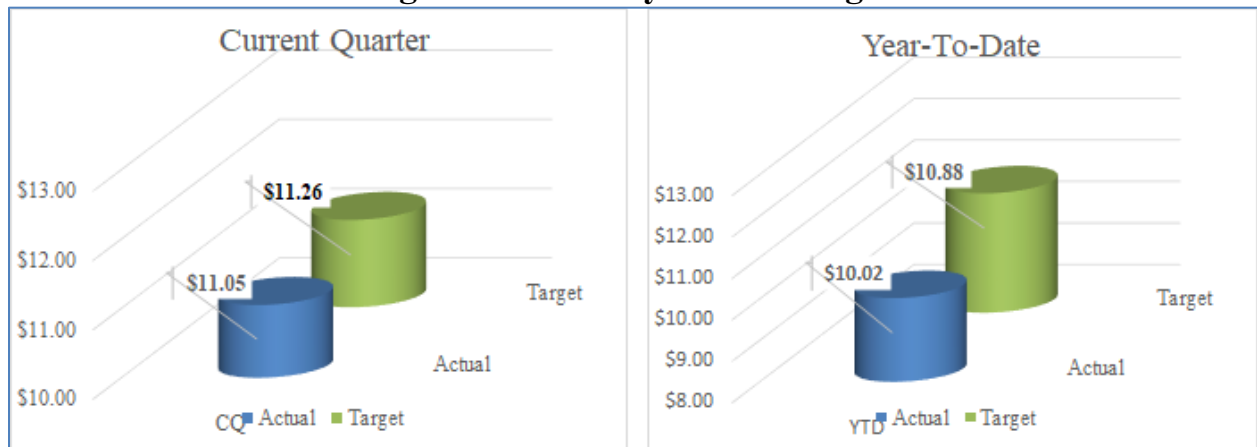 Current Quarter
$13.00
$12.00
$11.00
$10.00
$11.26
$11.05
Target
Actual
CQ
Actual Target
Year-To-Date
$13.00
$12.00
$11.00
$10.00
$9.00
$8.00
$10.88
$10.02
Target
Actual
YTD
Actual Target